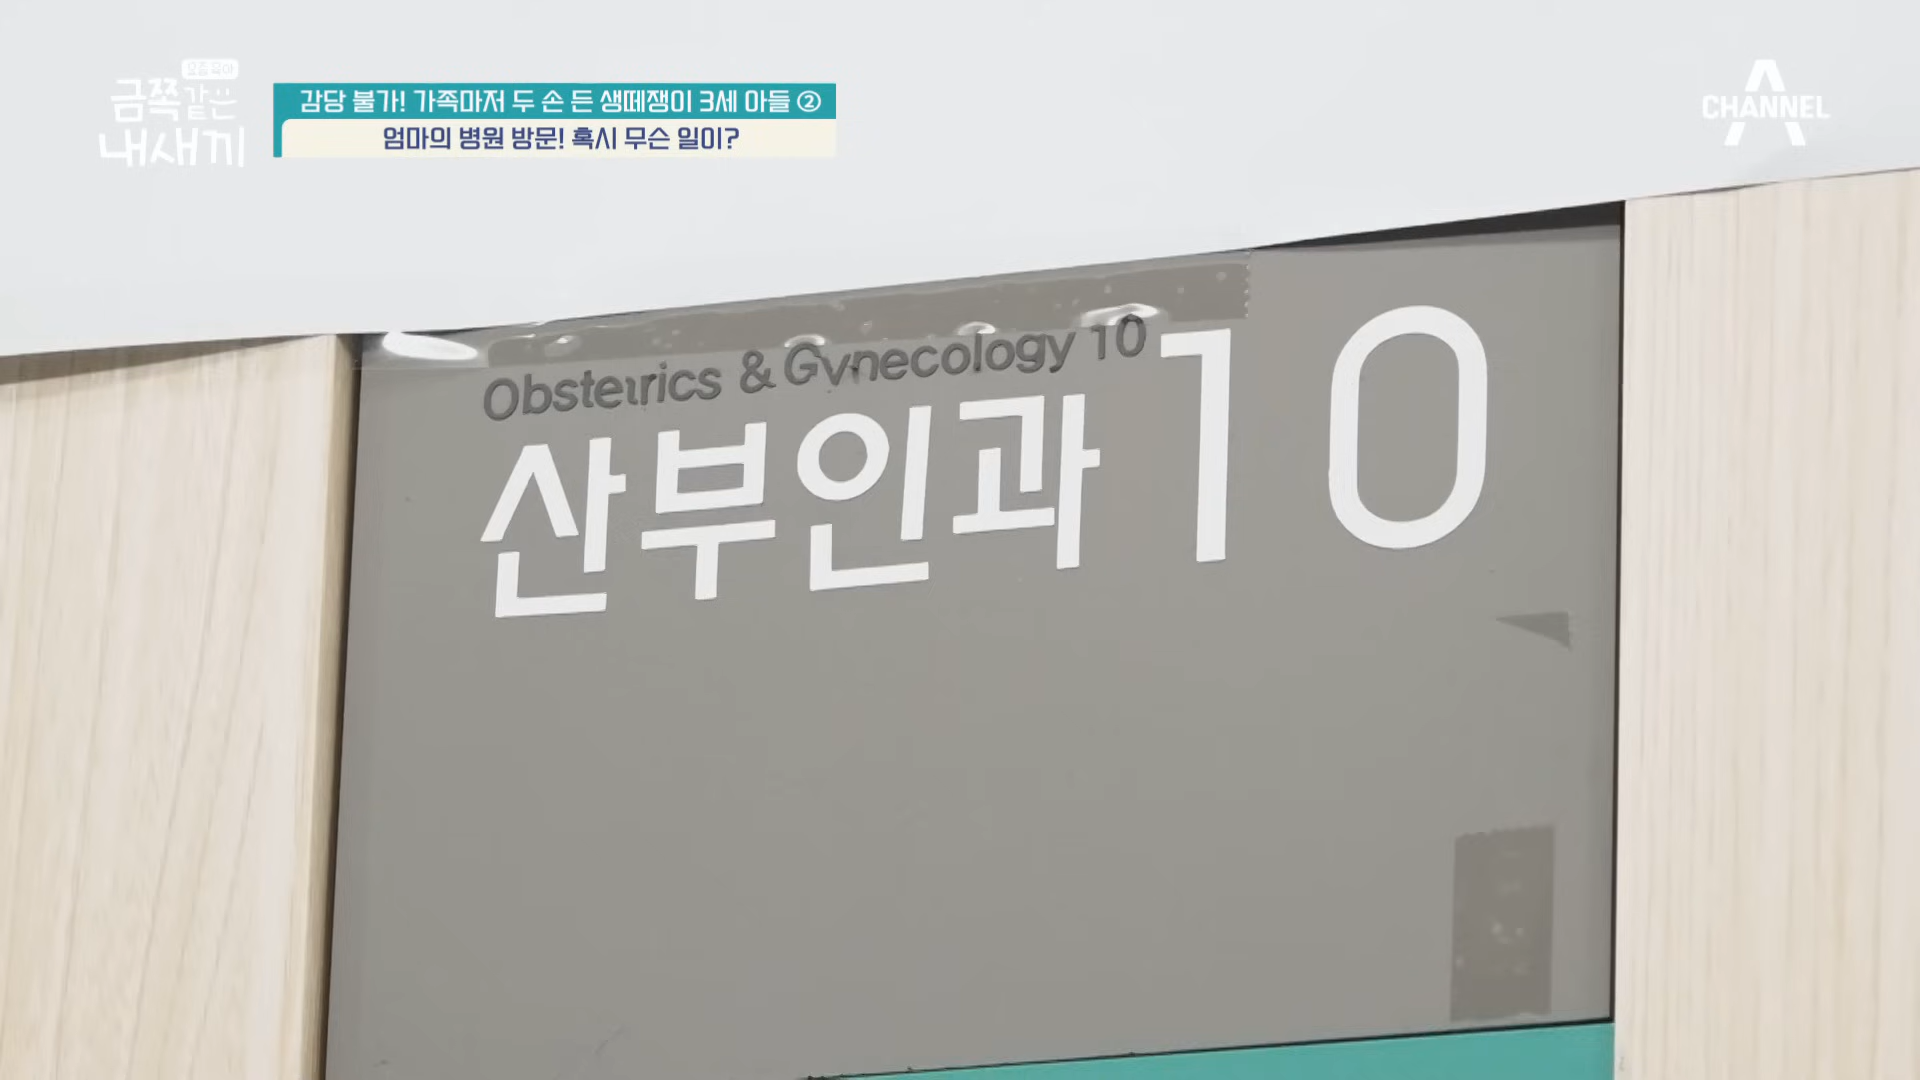 요즘 육아
금쪽같은
내새끼
감당 불가! 가족마저 두 손 든 생떼쟁이 3세 아들 ②
엄마의 병원 방문! 혹시 무슨 일이?
CHANNEL A
Obstetrics & Gynecology 10
산부인과 10